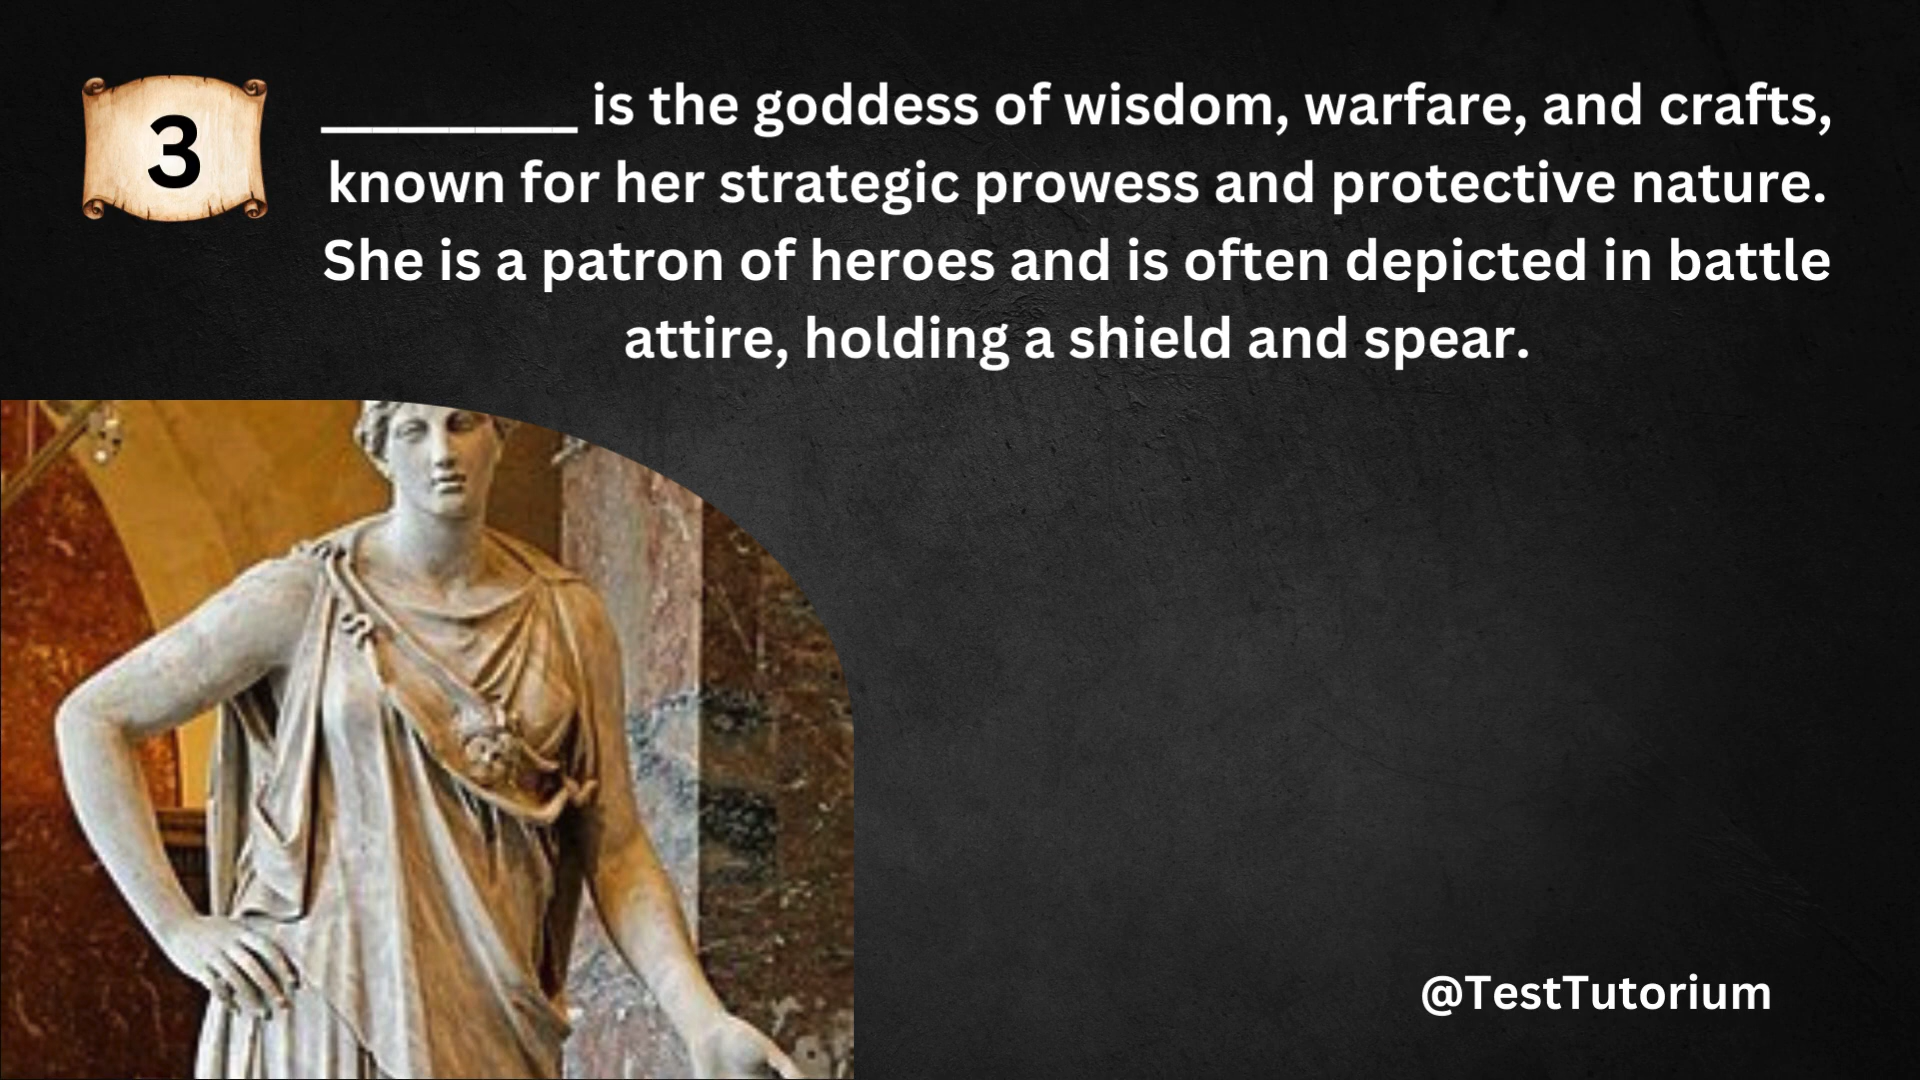 3
__________ is the goddess of wisdom, warfare, and crafts,
known for her strategic prowess and protective nature.
She is a patron of heroes and is often depicted in battle
attire, holding a shield and spear.
@TestTutorium